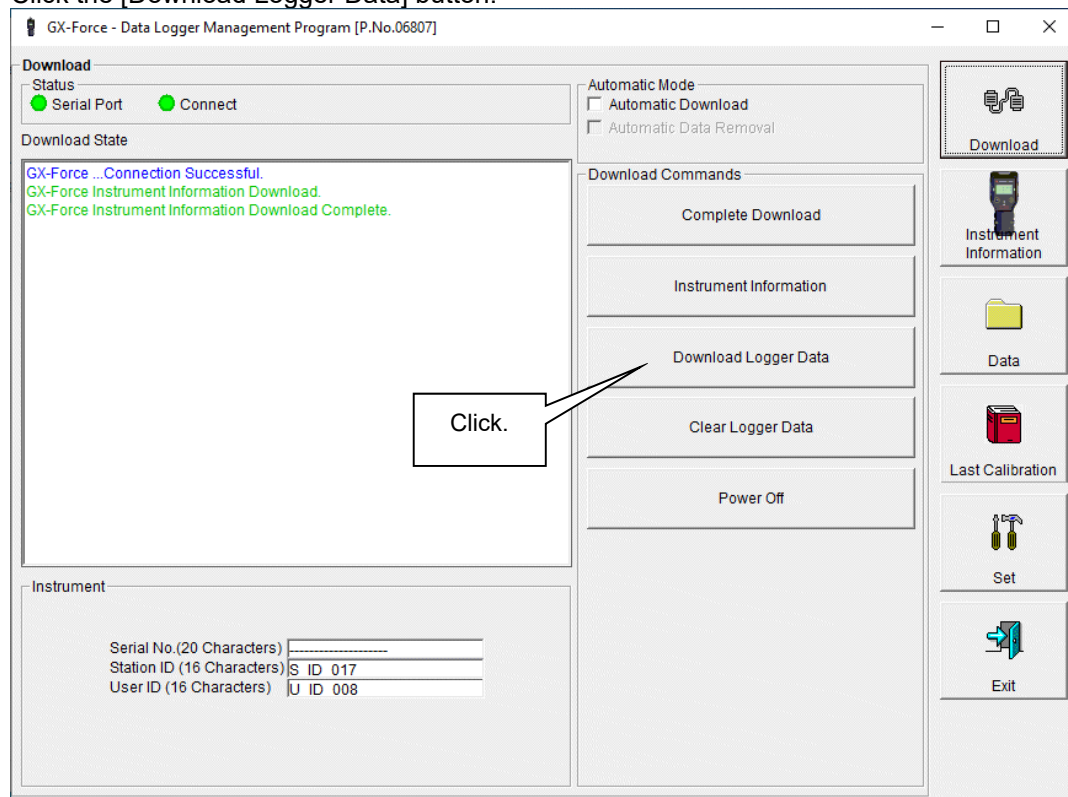 Click the [Download Logger Data] button.
GX-Force - Data Logger Management Program [P.No.06807]
Download
Status
Serial Port Connect
Download State
GX-Force ...Connection Successful.
GX-Force Instrument Information Download.
GX-Force Instrument Information Download Complete.
Automatic Mode
Automatic Download
Automatic Data Removal
Download Commands
Complete Download
Instrument Information
Download Logger Data
Click.
Clear Logger Data
Power Off
Instrument
Serial No.(20 Characters) --------------------
Station ID (16 Characters) S_ID_017
User ID (16 Characters) U_ID_008
Download
Instrument
Information
Data
Last Calibration
Set
Exit